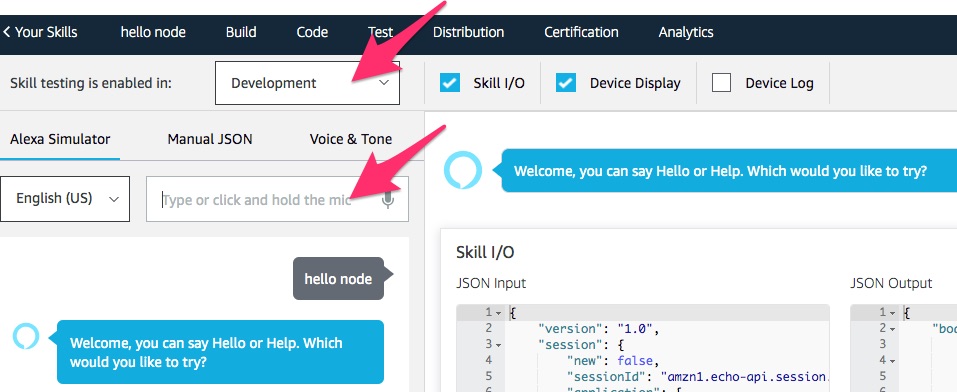 Your Skills hello node Build Code Test Distribution Certification Analytics
Skill testing is enabled in: Development Skill I/O Device Display Device Log
Alexa Simulator Manual JSON Voice & Tone
English (US) Type or click and hold the mic
Welcome, you can say Hello or Help. Which would you like to try?
hello node
Welcome, you can say Hello or Help. Which
would you like to try?
Skill I/O
JSON Input
1 {
2 "version": "1.0",
3 "session": {
4 "new": false,
5 "sessionId": "amzn1.echo-api.session.
6
JSON Output
1 {
2 "bod
3
4
5
6